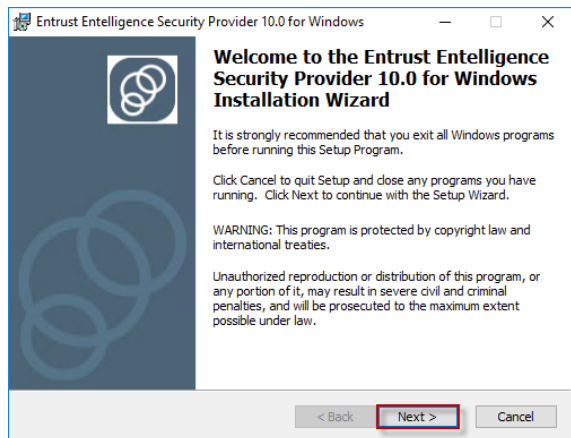 Entrust Entelligence Security Provider 10.0 for Windows
Welcome to the Entrust Entelligence
Security Provider 10.0 for Windows
Installation Wizard
It is strongly recommended that you exit all Windows programs
before running this Setup Program.
Click Cancel to quit Setup and close any programs you have
running. Click Next to continue with the Setup Wizard.
WARNING: This program is protected by copyright law and
international treaties.
Unauthorized reproduction or distribution of this program, or
any portion of it, may result in severe civil and criminal
penalties, and will be prosecuted to the maximum extent
possible under law.
< Back Next > Cancel